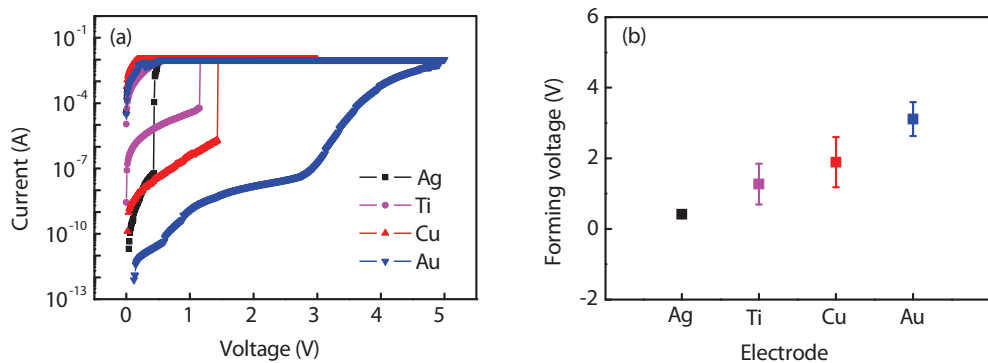 (a)
10⁻¹
10⁻⁴
10⁻⁷
10⁻¹⁰
10⁻¹³
Current (A)
0 1 2 3 4 5
Voltage (V)
Ag
Ti
Cu
Au
(b)
6
4
2
0
-2
Forming voltage (V)
Ag Ti Cu Au
Electrode